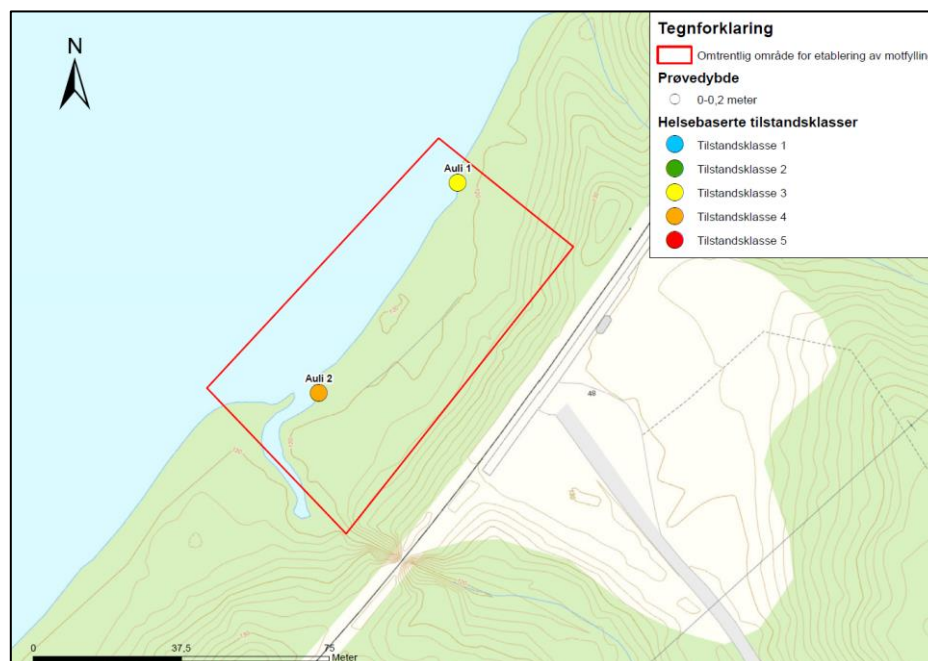 N
Tegnforklaring
Omtrentlig område for etablering av motfylling
Prøvedybde
0-0,2 meter
Helsebaserte tilstandsklasser
Tilstandsklasse 1
Tilstandsklasse 2
Tilstandsklasse 3
Tilstandsklasse 4
Tilstandsklasse 5
Auli 1
Auli 2
48
0
37,5
75
Meter